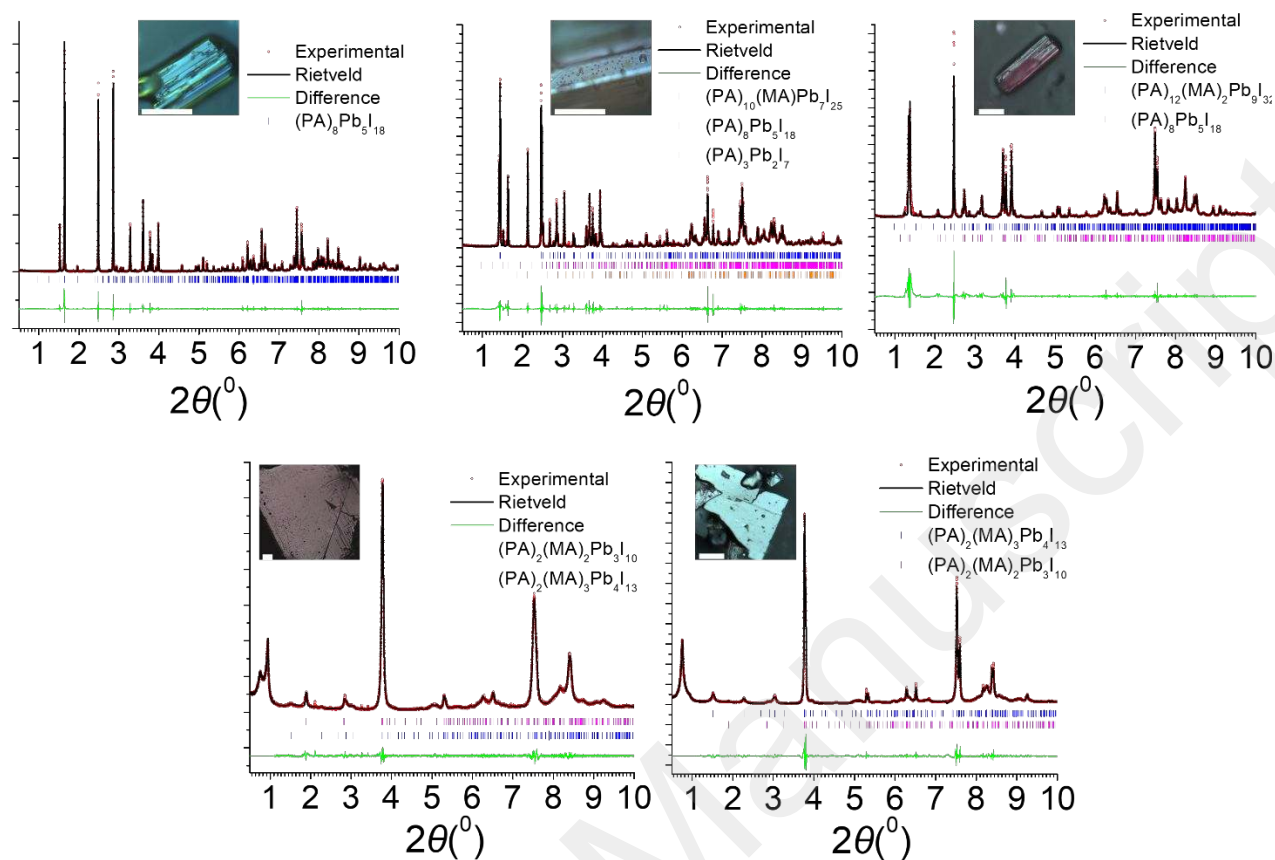 Experimental
Rietveld
Difference
(PA)₈Pb₅I₁₈
1 2 3 4 5 6 7 8 9 10
2θ(⁰)
Experimental
Rietveld
Difference
(PA)₁₀(MA)Pb₇I₂₅
(PA)₈Pb₅I₁₈
(PA)₃Pb₂I₇
1 2 3 4 5 6 7 8 9 10
2θ(⁰)
Experimental
Rietveld
Difference
(PA)₁₂(MA)₂Pb₉I₃₂
(PA)₈Pb₅I₁₈
1 2 3 4 5 6 7 8 9 10
2θ(⁰)
Experimental
Rietveld
Difference
(PA)₂(MA)₂Pb₃I₁₀
(PA)₂(MA)₃Pb₄I₁₃
1 2 3 4 5 6 7 8 9 10
2θ(⁰)
Experimental
Rietveld
Difference
(PA)₂(MA)₃Pb₄I₁₃
(PA)₂(MA)₂Pb₃I₁₀
1 2 3 4 5 6 7 8 9 10
2θ(⁰)
Manuscript